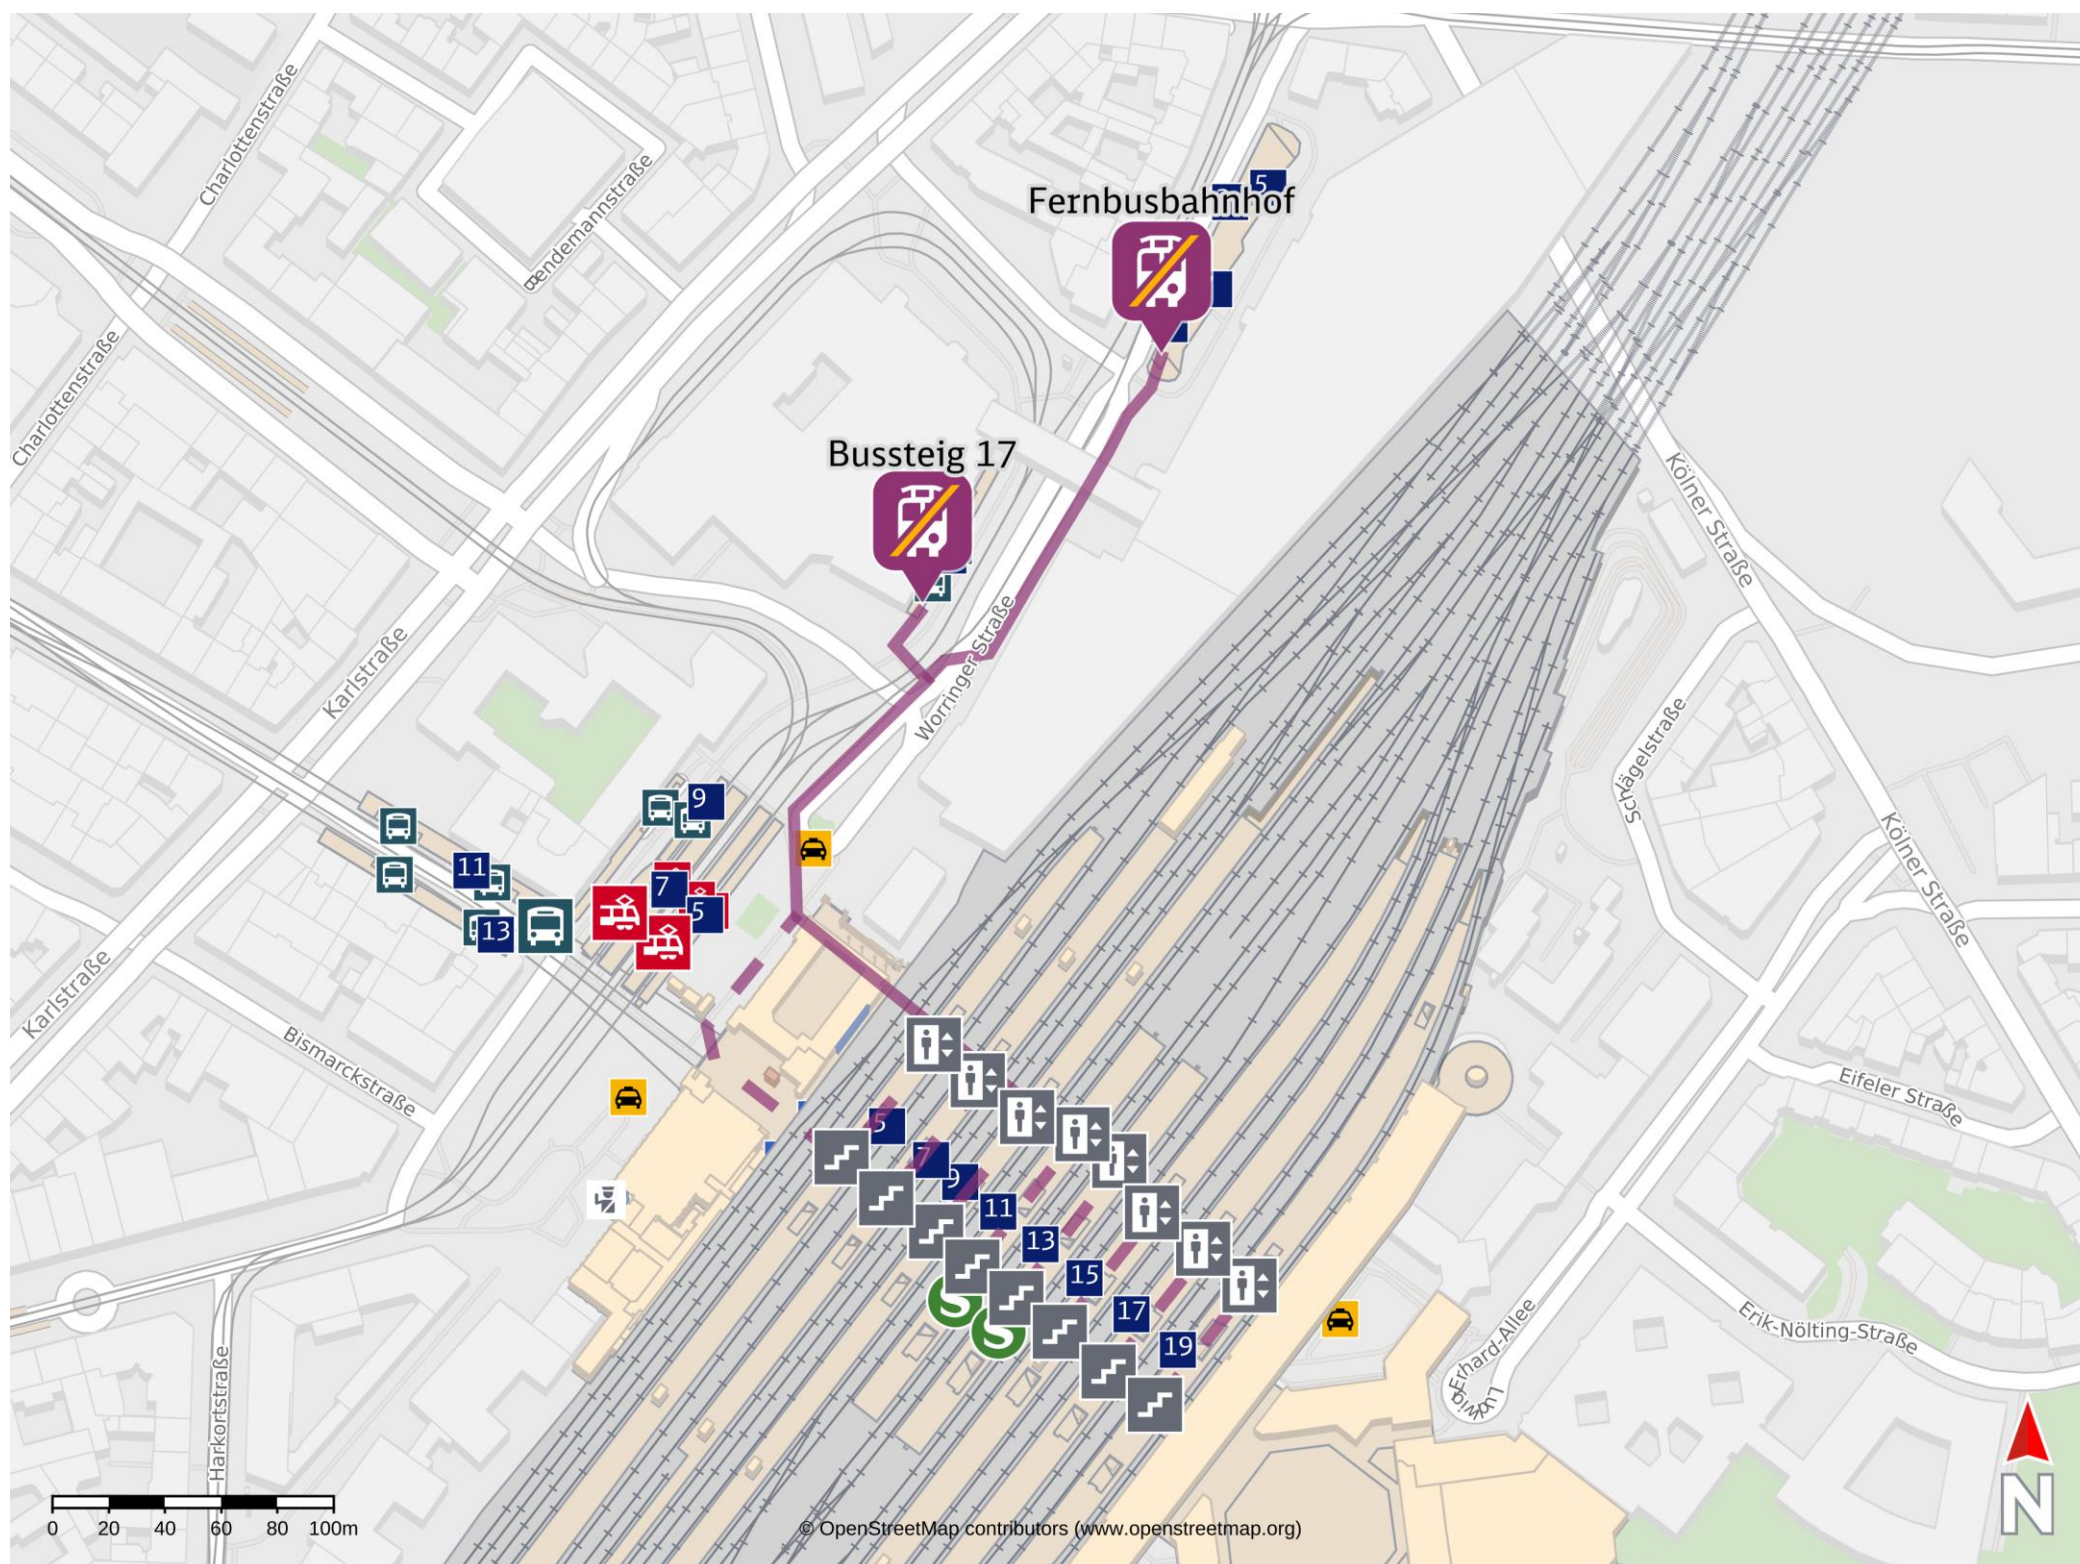 Charlottenstraße
Bendemannstraße
5
Fernbusbahnhof
Charlottenstraße
Bussteig 17
Kölner Straße
Karlstraße
Worringer Straße
Schlägelstraße
9
11
7
5
13
Kölner Straße
Karlstraße
Bismarckstraße
Eifeler Straße
5
7
9
11
13
15
17
19
S
S
Erik-Nölting-Straße
Ludwig-
Erhard-Allee
Harkortstraße
N
0 20 40 60 80 100m
© OpenStreetMap contributors (www.openstreetmap.org)